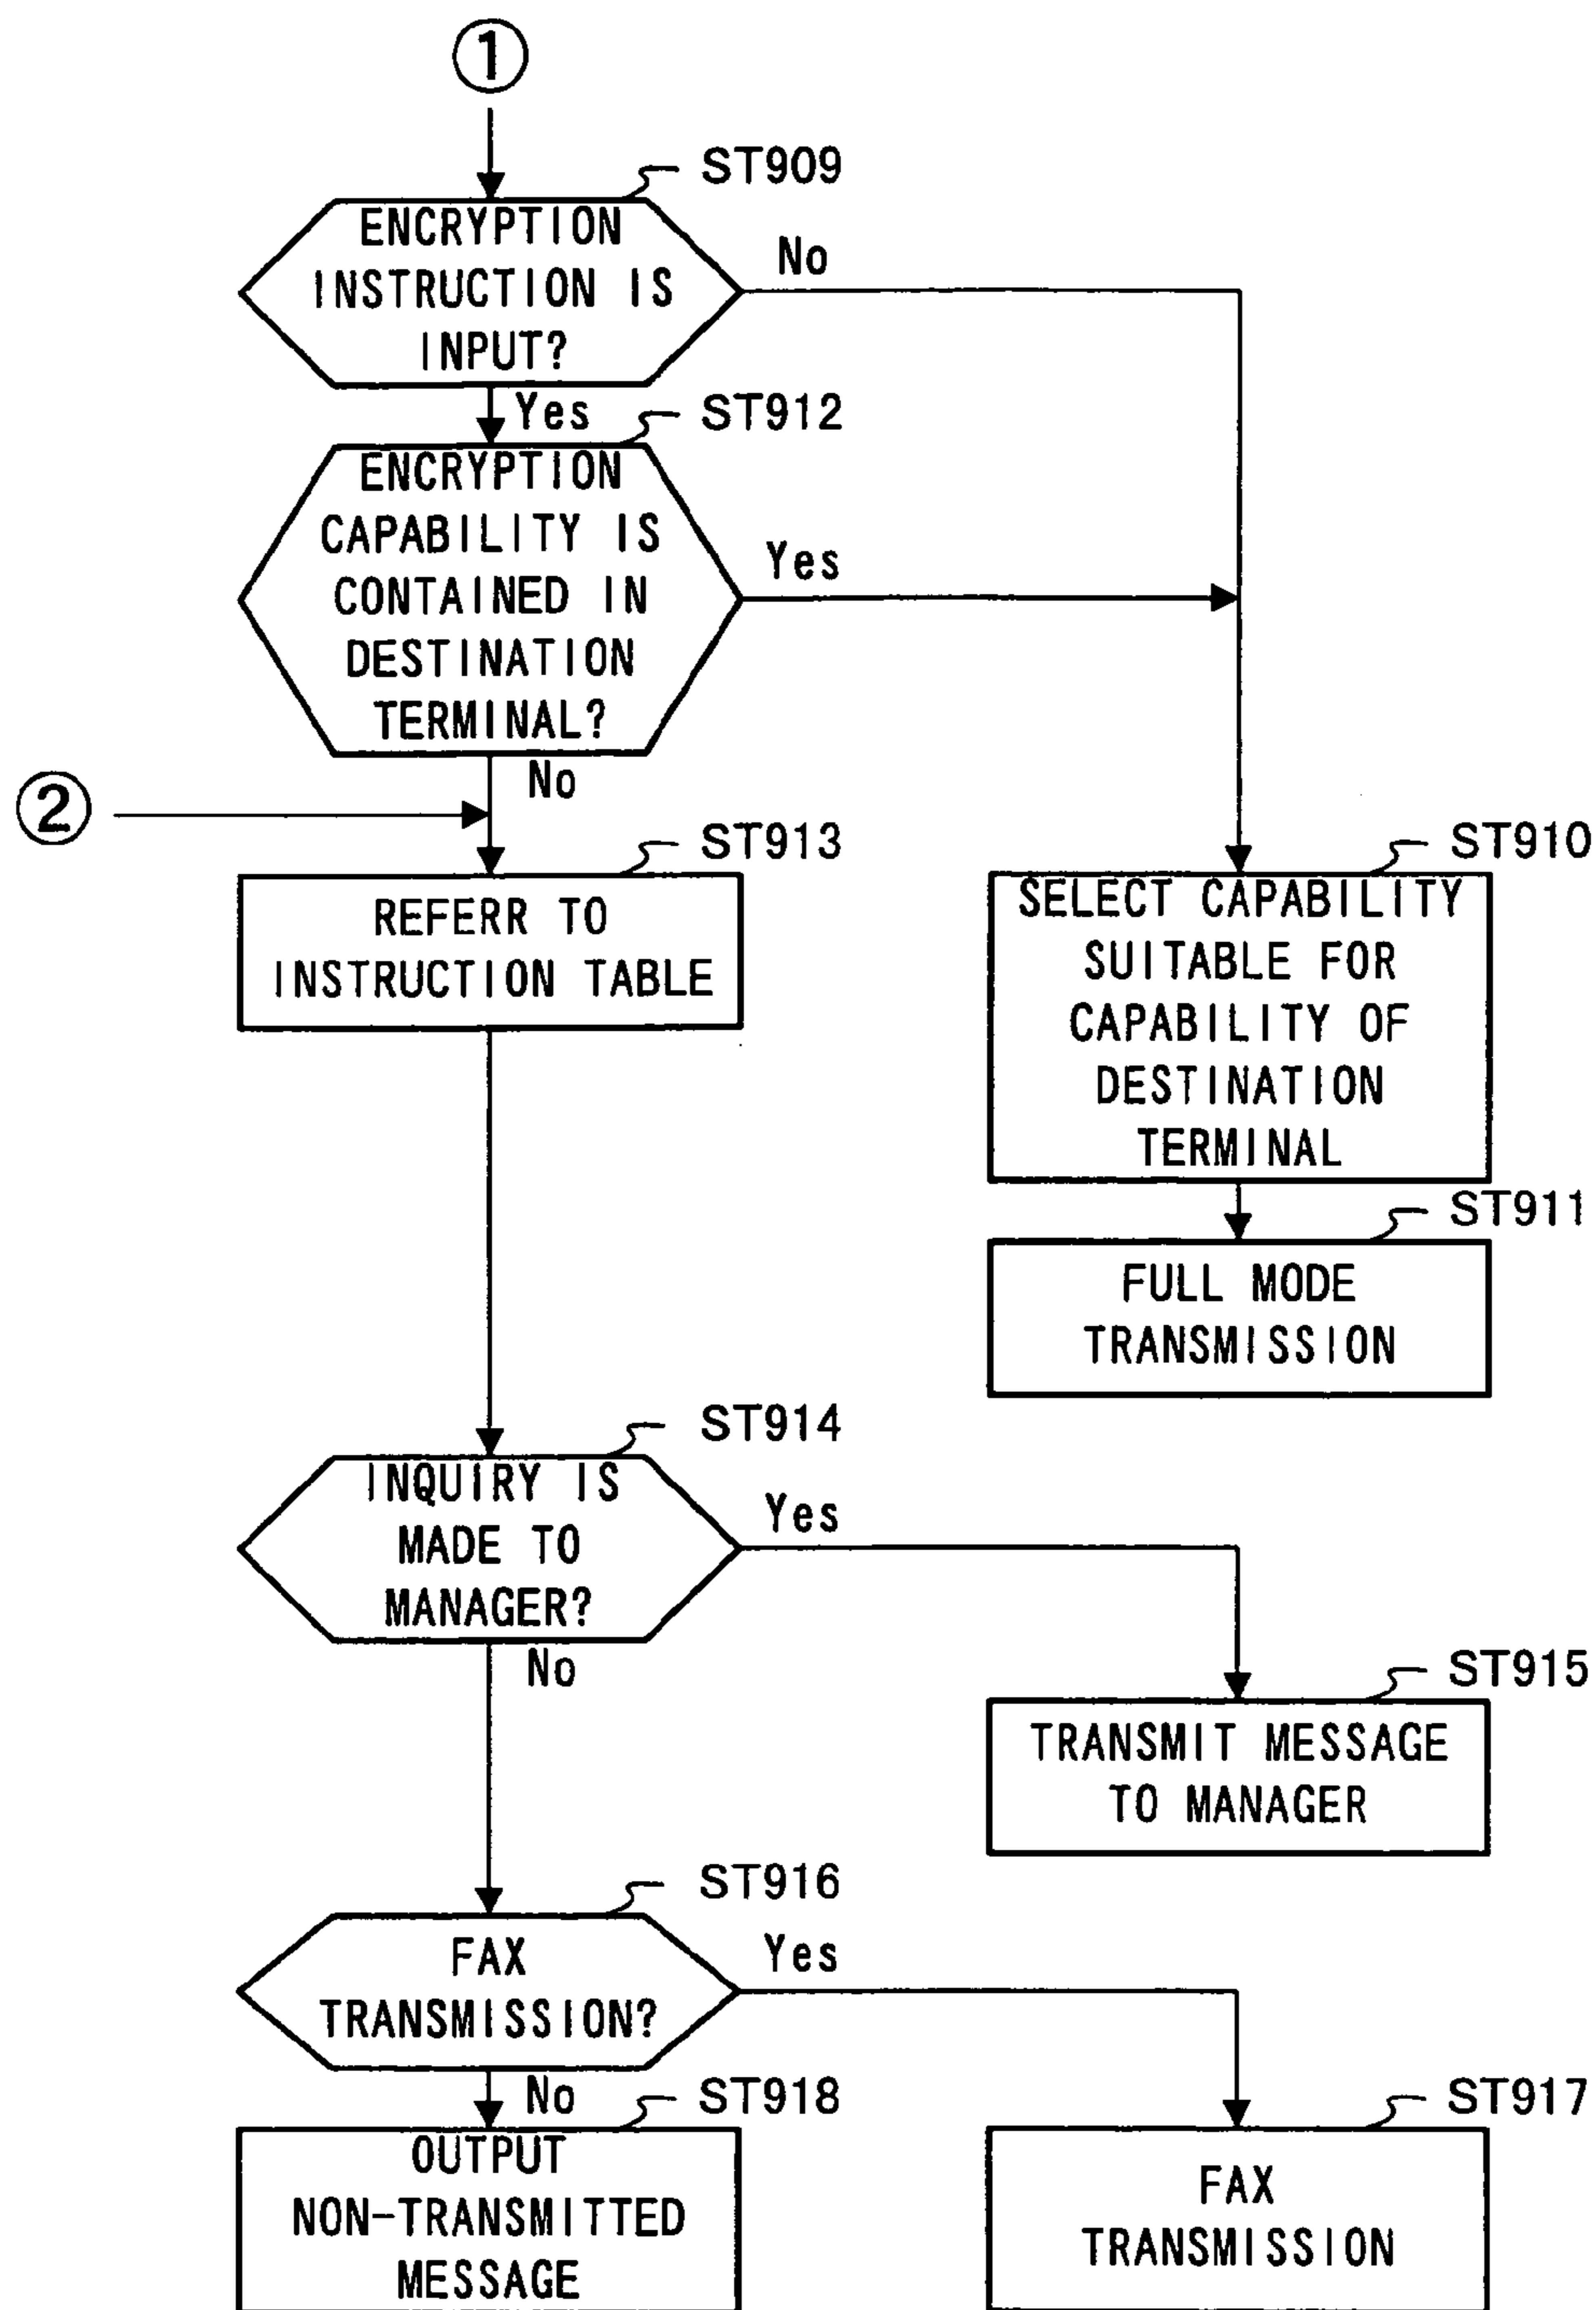 ①
ST909
ENCRYPTION
INSTRUCTION IS
INPUT?
No
Yes
ST912
ENCRYPTION
CAPABILITY IS
CONTAINED IN
DESTINATION
TERMINAL?
Yes
No
②
ST913
REFERR TO
INSTRUCTION TABLE
ST910
SELECT CAPABILITY
SUITABLE FOR
CAPABILITY OF
DESTINATION
TERMINAL
ST911
FULL MODE
TRANSMISSION
ST914
INQUIRY IS
MADE TO
MANAGER?
Yes
No
ST915
TRANSMIT MESSAGE
TO MANAGER
ST916
FAX
TRANSMISSION?
Yes
No
ST918
OUTPUT
NON-TRANSMITTED
MESSAGE
ST917
FAX
TRANSMISSION